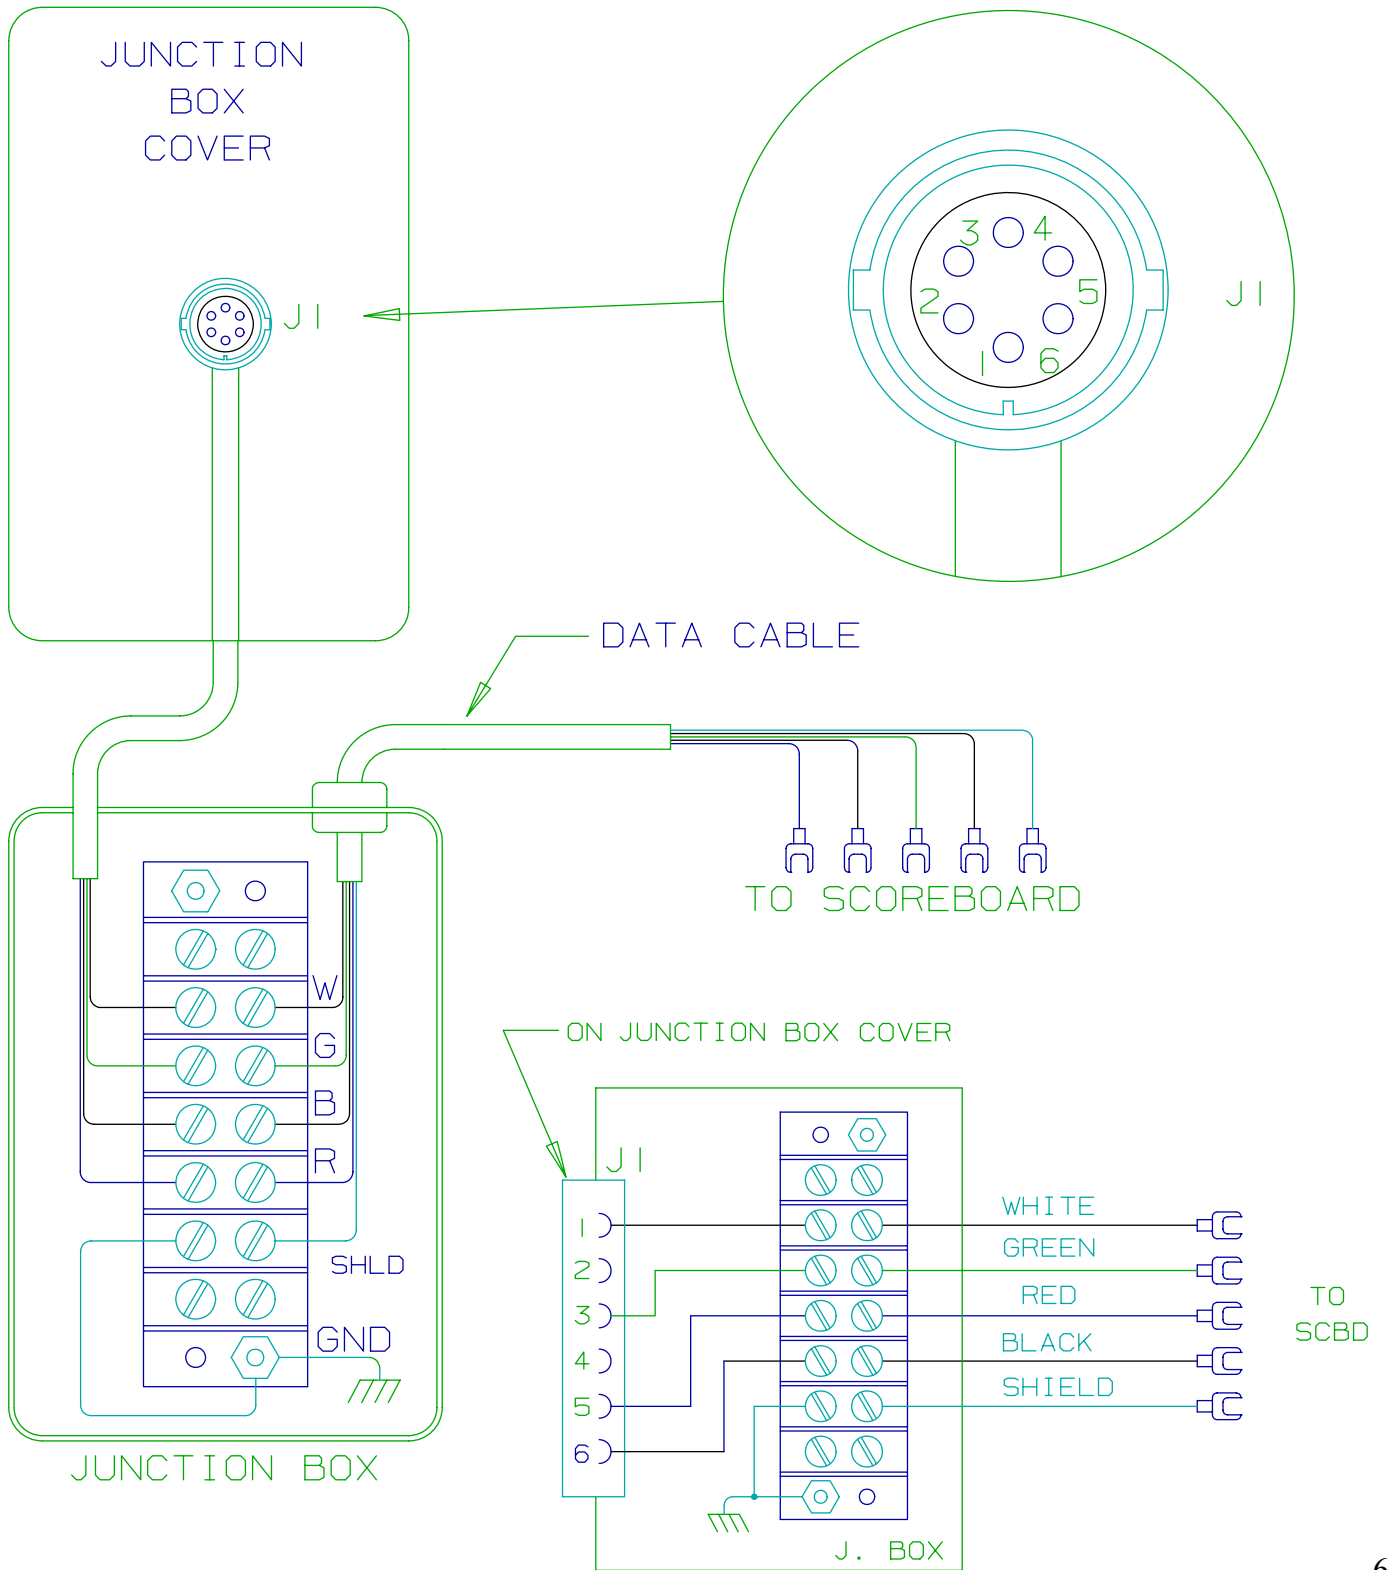 JUNCTION
BOX
COVER
J1
3 4
2 5
1 6
J1
DATA CABLE
TO SCOREBOARD
W
G
B
R
SHLD
GND
JUNCTION BOX
ON JUNCTION BOX COVER
J1
1
2
3
4
5
6
WHITE
GREEN
RED
BLACK
SHIELD
TO
SCBD
J. BOX
6